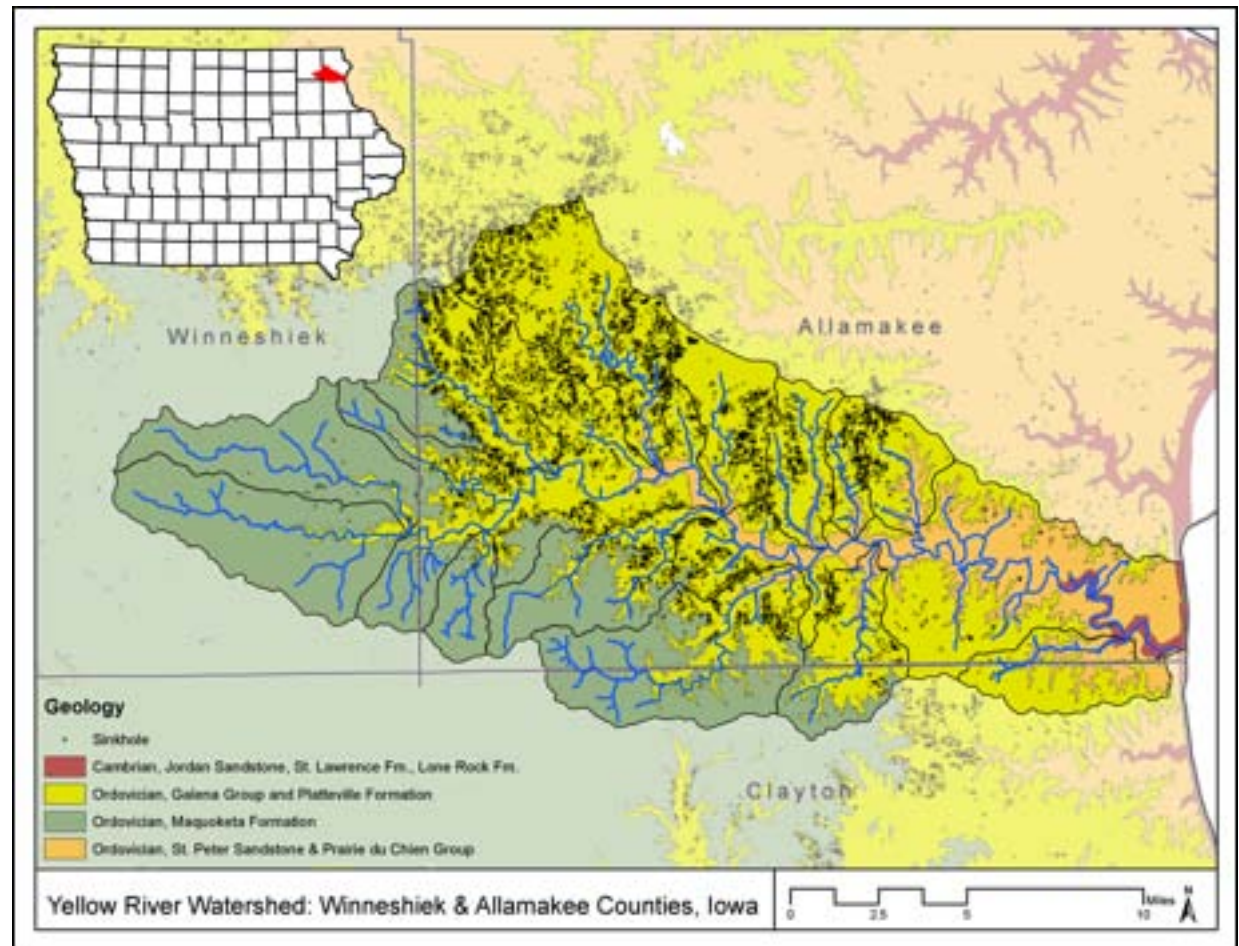 Winneshiek
Allamakee
Clayton
Geology
Sinkhole
Cambrian, Jordan Sandstone, St. Lawrence Fm., Lone Rock Fm.
Ordovician, Galena Group and Platteville Formation
Ordovician, Maquoketa Formation
Ordovician, St. Peter Sandstone & Prairie du Chien Group
Yellow River Watershed: Winneshiek & Allamakee Counties, Iowa
0 2.5 5 10 Miles
N